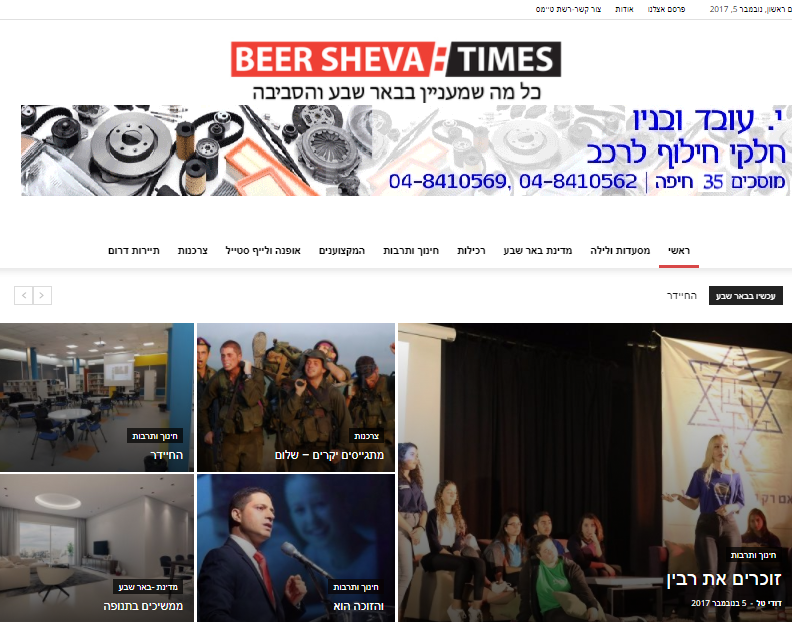 ראשון, נובמבר 5, 2017 פרסם אצלנו אודות צור קשר-רשת טיימס
BEER SHEVA TIMES
כל מה שמעניין בבאר שבע והסביבה
י. עובד ובניו
חלקי חילוף לרכב
מוסכים 35 חיפה | 04-8410562, 04-8410569
ראשי מסעדות ולילה מדינת באר שבע רכילות חינוך ותרבות המקצוענים אופנה ולייף סטייל צרכנות תיירות דרום
עכשיו בבאר שבע החיידר
חינוך ותרבות
זוכרים את רבין
דודי טל - 5 בנובמבר 2017
צרכנות
מתגייסים יקרים – שלום
חינוך ותרבות
החיידר
חינוך ותרבות
והזוכה הוא
מדינת -באר שבע
ממשיכים בתנופה